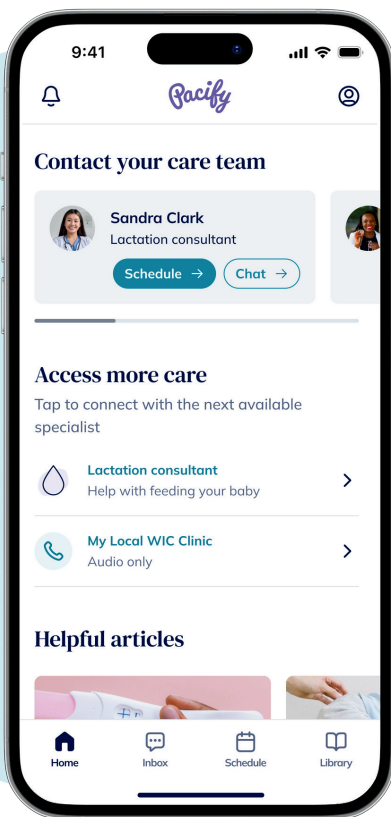 9:41
Pacify
Contact your care team
Sandra Clark
Lactation consultant
Schedule →
Chat →
Access more care
Tap to connect with the next available
specialist
Lactation consultant
Help with feeding your baby
My Local WIC Clinic
Audio only
Helpful articles
Home
Inbox
Schedule
Library